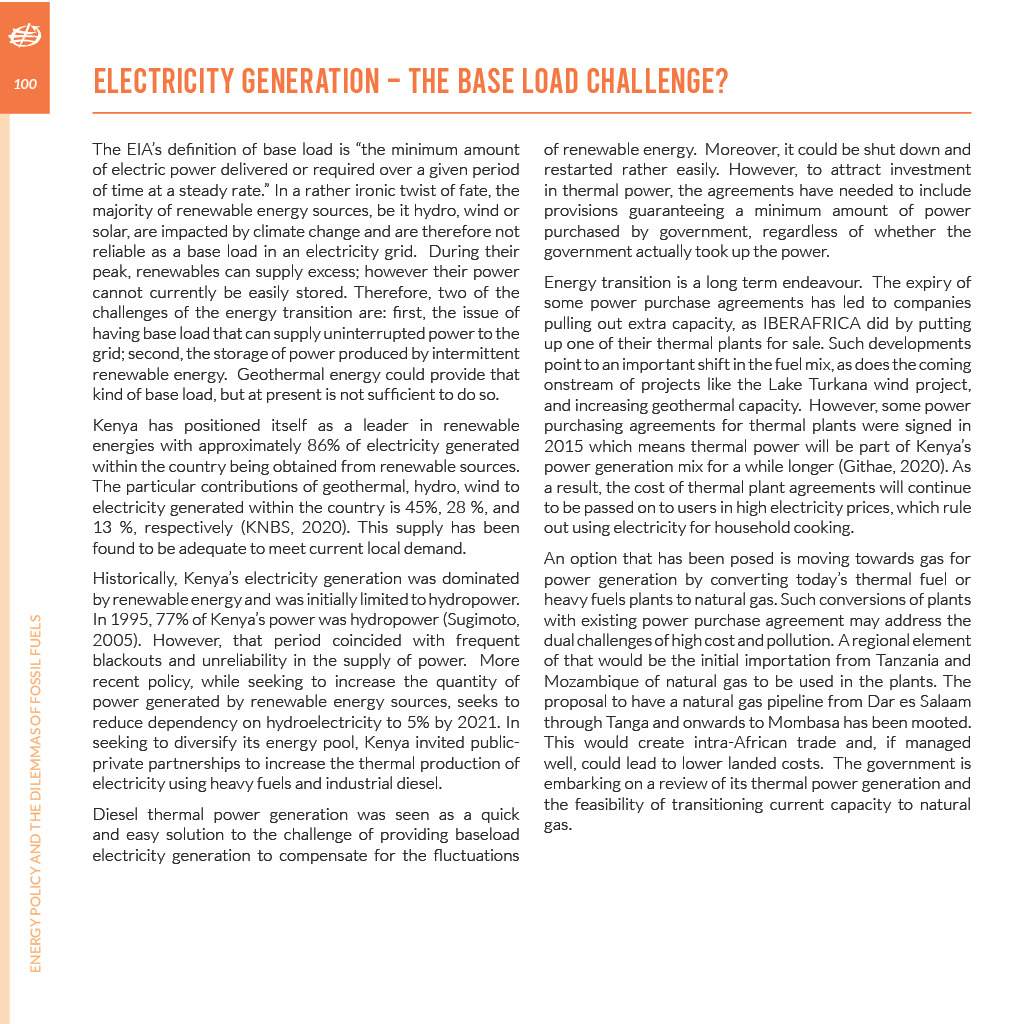 100
ELECTRICITY GENERATION – THE BASE LOAD CHALLENGE?
The EIA’s definition of base load is “the minimum amount
of electric power delivered or required over a given period
of time at a steady rate.” In a rather ironic twist of fate, the
majority of renewable energy sources, be it hydro, wind or
solar, are impacted by climate change and are therefore not
reliable as a base load in an electricity grid. During their
peak, renewables can supply excess; however their power
cannot currently be easily stored. Therefore, two of the
challenges of the energy transition are: first, the issue of
having base load that can supply uninterrupted power to the
grid; second, the storage of power produced by intermittent
renewable energy. Geothermal energy could provide that
kind of base load, but at present is not sufficient to do so.
Kenya has positioned itself as a leader in renewable
energies with approximately 86% of electricity generated
within the country being obtained from renewable sources.
The particular contributions of geothermal, hydro, wind to
electricity generated within the country is 45%, 28 %, and
13 %, respectively (KNBS, 2020). This supply has been
found to be adequate to meet current local demand.
Historically, Kenya’s electricity generation was dominated
by renewable energy and was initially limited to hydropower.
In 1995, 77% of Kenya’s power was hydropower (Sugimoto,
2005). However, that period coincided with frequent
blackouts and unreliability in the supply of power. More
recent policy, while seeking to increase the quantity of
power generated by renewable energy sources, seeks to
reduce dependency on hydroelectricity to 5% by 2021. In
seeking to diversify its energy pool, Kenya invited public-
private partnerships to increase the thermal production of
electricity using heavy fuels and industrial diesel.
Diesel thermal power generation was seen as a quick
and easy solution to the challenge of providing baseload
electricity generation to compensate for the fluctuations
of renewable energy. Moreover, it could be shut down and
restarted rather easily. However, to attract investment
in thermal power, the agreements have needed to include
provisions guaranteeing a minimum amount of power
purchased by government, regardless of whether the
government actually took up the power.
Energy transition is a long term endeavour. The expiry of
some power purchase agreements has led to companies
pulling out extra capacity, as IBERAFRICA did by putting
up one of their thermal plants for sale. Such developments
point to an important shift in the fuel mix, as does the coming
onstream of projects like the Lake Turkana wind project,
and increasing geothermal capacity. However, some power
purchasing agreements for thermal plants were signed in
2015 which means thermal power will be part of Kenya’s
power generation mix for a while longer (Githae, 2020). As
a result, the cost of thermal plant agreements will continue
to be passed on to users in high electricity prices, which rule
out using electricity for household cooking.
An option that has been posed is moving towards gas for
power generation by converting today’s thermal fuel or
heavy fuels plants to natural gas. Such conversions of plants
with existing power purchase agreement may address the
dual challenges of high cost and pollution. A regional element
of that would be the initial importation from Tanzania and
Mozambique of natural gas to be used in the plants. The
proposal to have a natural gas pipeline from Dar es Salaam
through Tanga and onwards to Mombasa has been mooted.
This would create intra-African trade and, if managed
well, could lead to lower landed costs. The government is
embarking on a review of its thermal power generation and
the feasibility of transitioning current capacity to natural
gas.
ENERGY POLICY AND THE DILEMMAS OF FOSSIL FUELS